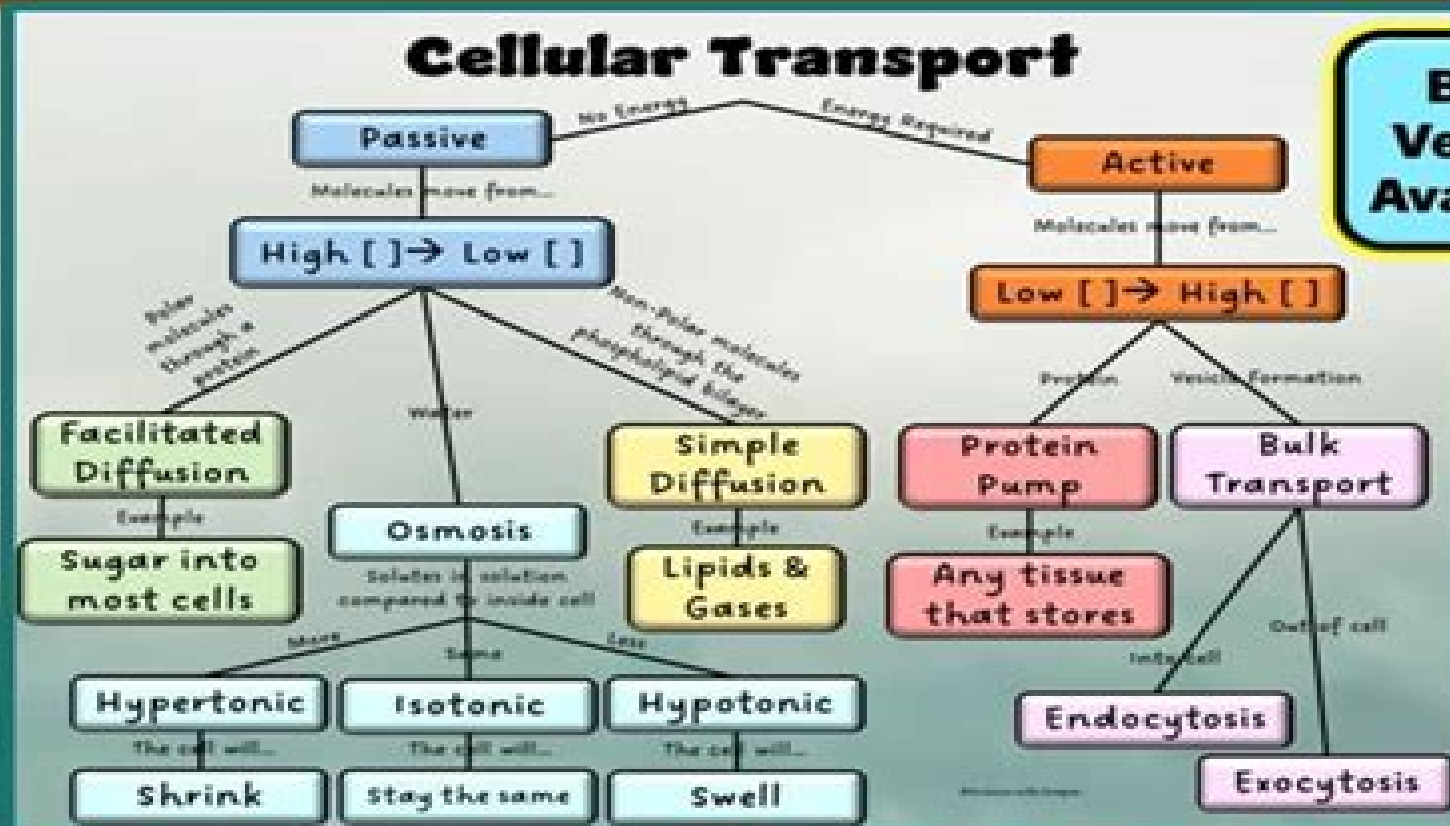 Cellular Transport
No Energy
Energy Required
Passive
Active
Molecules move from...
Molecules move from...
High [ ]→ Low [ ]
Low [ ]→ High [ ]
Polar
molecules
through a
protein
Water
Non-Polar molecules
through the
phospholipid bilayer
Protein
Vesicle Formation
Facilitated
Diffusion
Osmosis
Simple
Diffusion
Protein
Pump
Bulk
Transport
Example
Example
Example
Sugar into
most cells
Solutes in solution
compared to inside cell
Lipids &
Gases
Any tissue
that stores
More
Same
Less
Into cell
Out of cell
Hypertonic
Isotonic
Hypotonic
Endocytosis
Exocytosis
The cell will...
The cell will...
The cell will...
Shrink
Stay the same
Swell
B
Ve
Ava